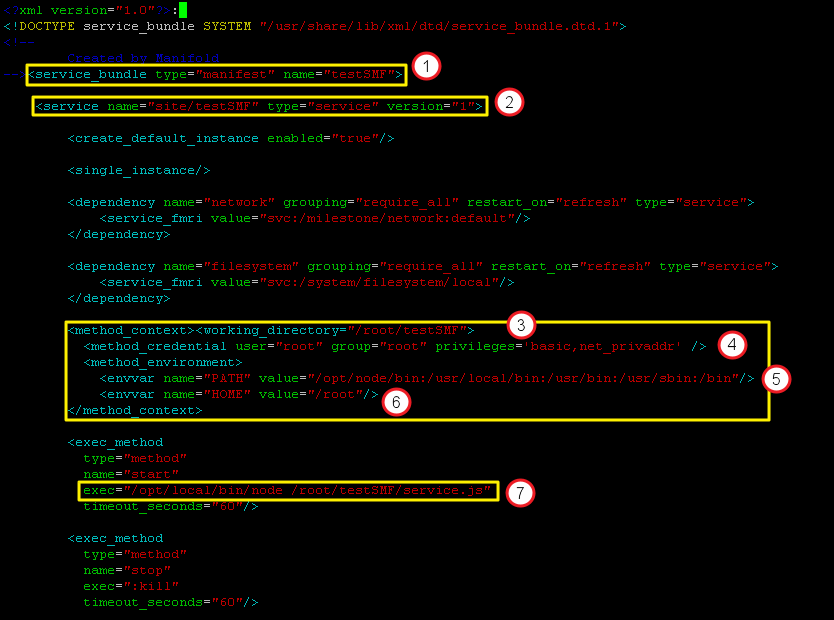 <?xml version="1.0"?>:
<!DOCTYPE service_bundle SYSTEM "/usr/share/lib/xml/dtd/service_bundle.dtd.1">
<!--
        Created by Manifold
--><service_bundle type="manifest" name="testSMF"> 1
    <service name="site/testSMF" type="service" version="1"> 2
        <create_default_instance enabled="true"/>
        <single_instance/>
        <dependency name="network" grouping="require_all" restart_on="refresh" type="service">
            <service_fmri value="svc:/milestone/network:default"/>
        </dependency>
        <dependency name="filesystem" grouping="require_all" restart_on="refresh" type="service">
            <service_fmri value="svc:/system/filesystem/local"/>
        </dependency>
        <method_context><working_directory="/root/testSMF"> 3
          <method_credential user="root" group="root" privileges='basic,net_privaddr' /> 4
          <method_environment>
            <envvar name="PATH" value="/opt/node/bin:/usr/local/bin:/usr/bin:/usr/sbin:/bin"/> 5
            <envvar name="HOME" value="/root"/> 6
        </method_context>
        <exec_method
          type="method"
          name="start"
          exec="/opt/local/bin/node /root/testSMF/service.js" 7
          timeout_seconds="60"/>
        <exec_method
          type="method"
          name="stop"
          exec=":kill"
          timeout_seconds="60"/>